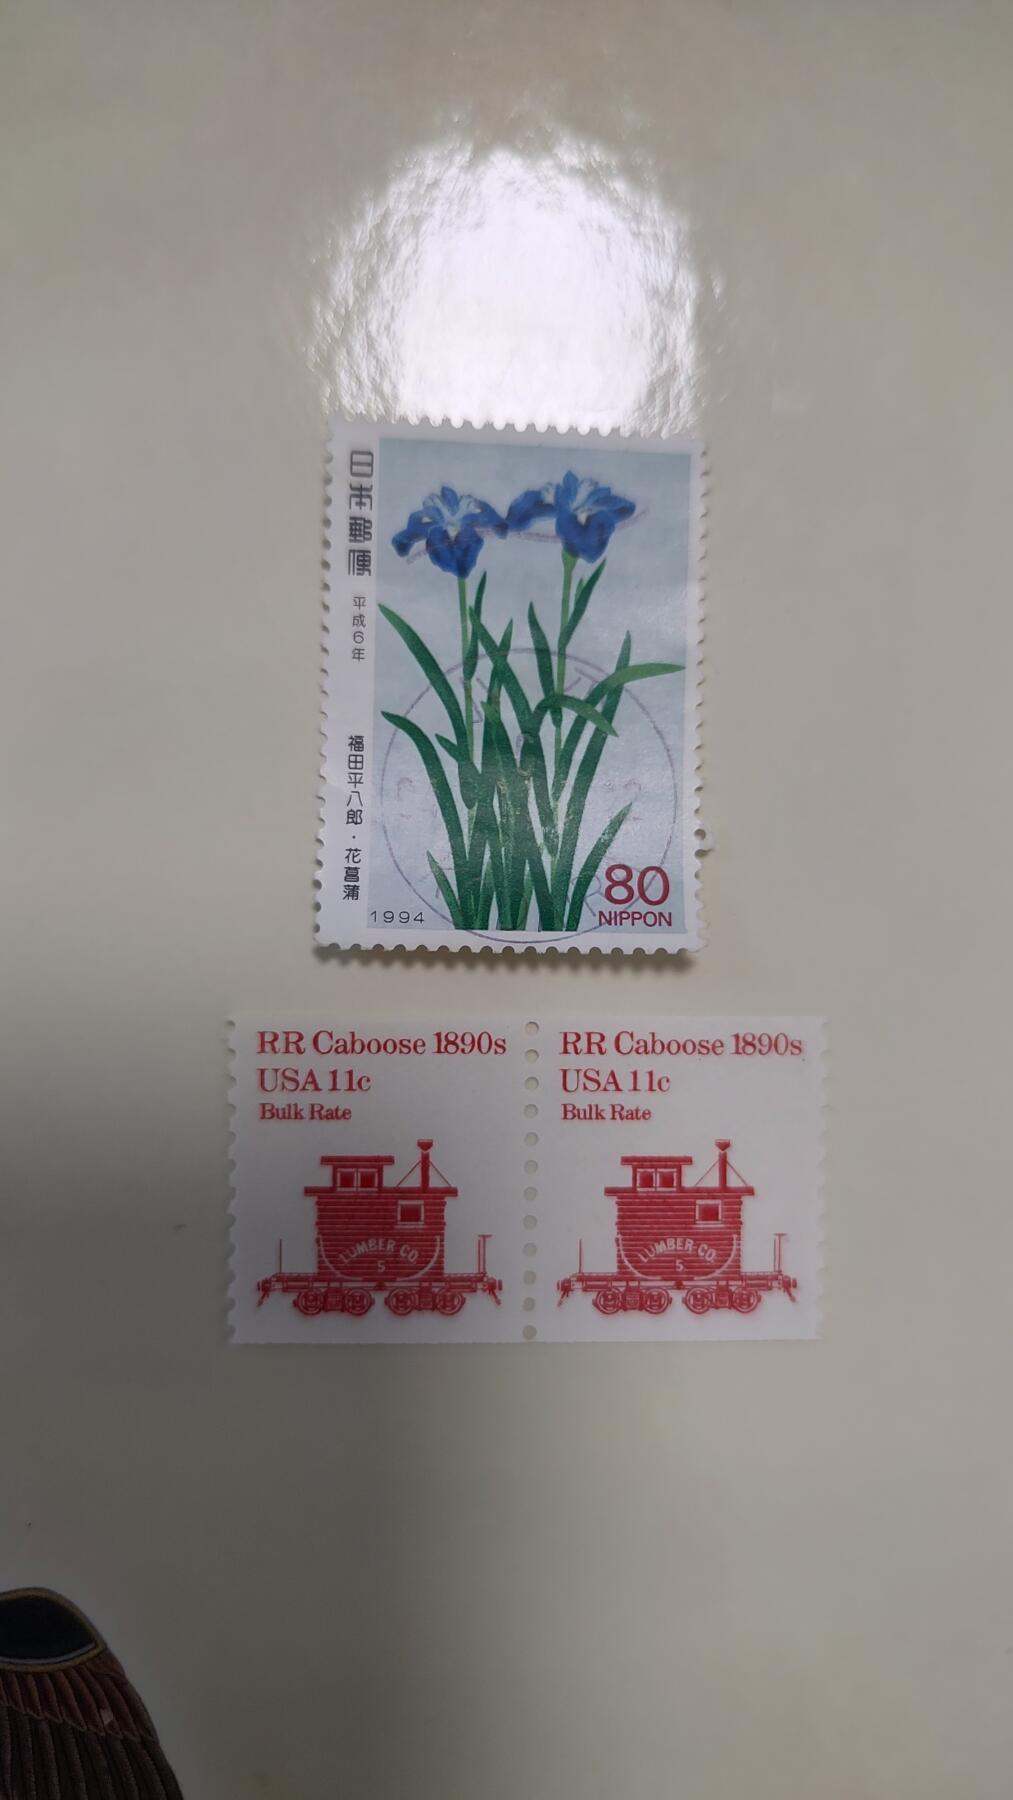 日本郵便
平成6年
福田平八郎・花菖蒲
1994
80
NIPPON
RR Caboose 1890s
USA 11c
Bulk Rate
LUMBER CO.
5
RR Caboose 1890s
USA 11c
Bulk Rate
LUMBER CO.
5